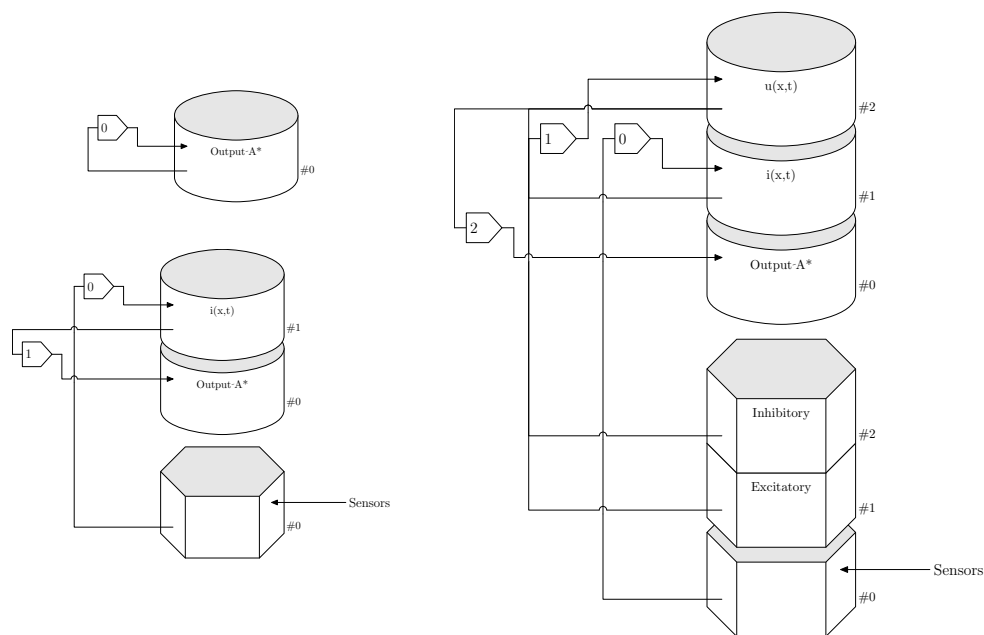 0
Output-A*
#0
0
i(x,t)
#1
1
Output-A*
#0
Sensors
#0
u(x,t)
#2
1
0
i(x,t)
#1
2
Output-A*
#0
Inhibitory
#2
Excitatory
#1
Sensors
#0